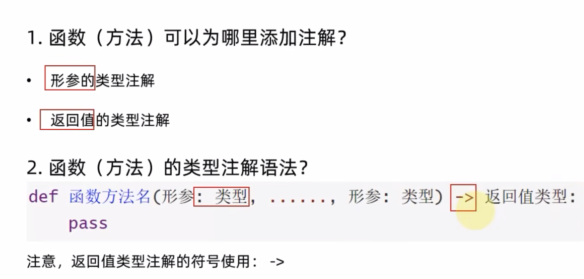 1. 函数（方法）可以为哪里添加注解？
• 形参的类型注解
• 返回值的类型注解
2. 函数（方法）的类型注解语法？
def 函数方法名(形参: 类型, ......, 形参: 类型) -> 返回值类型:
    pass
注意，返回值类型注解的符号使用： ->